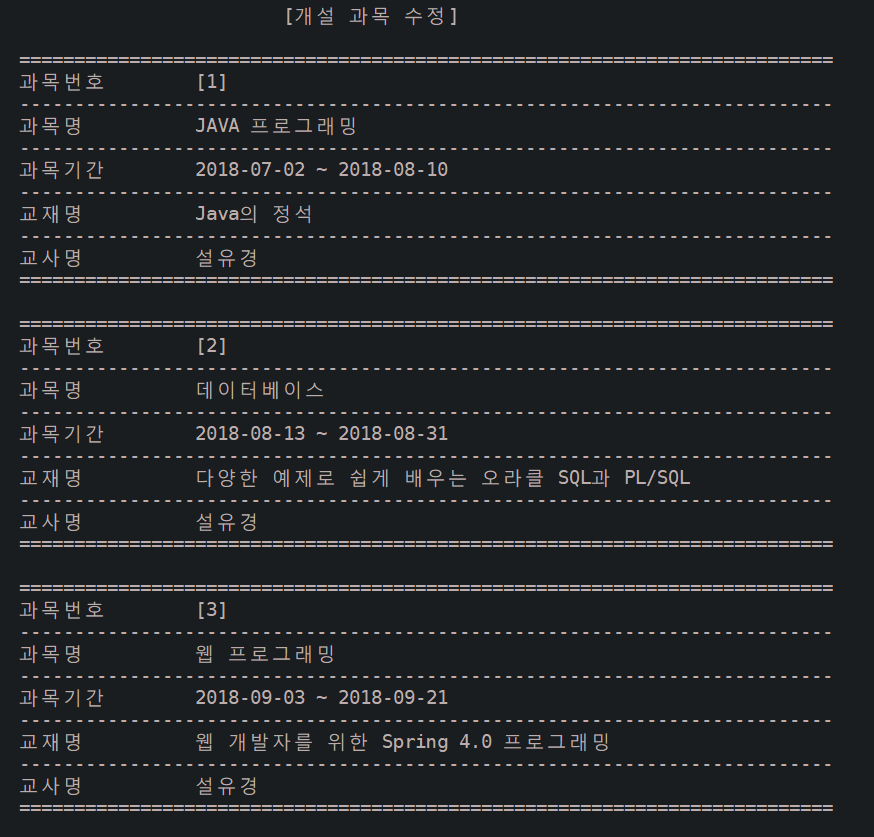 [개설 과목 수정]
==========================================================================
과목번호 [1]
--------------------------------------------------------------------------
과목명 JAVA 프로그래밍
--------------------------------------------------------------------------
과목기간 2018-07-02 ~ 2018-08-10
--------------------------------------------------------------------------
교재명 Java의 정석
--------------------------------------------------------------------------
교사명 설유경
==========================================================================
==========================================================================
과목번호 [2]
--------------------------------------------------------------------------
과목명 데이터베이스
--------------------------------------------------------------------------
과목기간 2018-08-13 ~ 2018-08-31
--------------------------------------------------------------------------
교재명 다양한 예제로 쉽게 배우는 오라클 SQL과 PL/SQL
--------------------------------------------------------------------------
교사명 설유경
==========================================================================
==========================================================================
과목번호 [3]
--------------------------------------------------------------------------
과목명 웹 프로그래밍
--------------------------------------------------------------------------
과목기간 2018-09-03 ~ 2018-09-21
--------------------------------------------------------------------------
교재명 웹 개발자를 위한 Spring 4.0 프로그래밍
--------------------------------------------------------------------------
교사명 설유경
==========================================================================